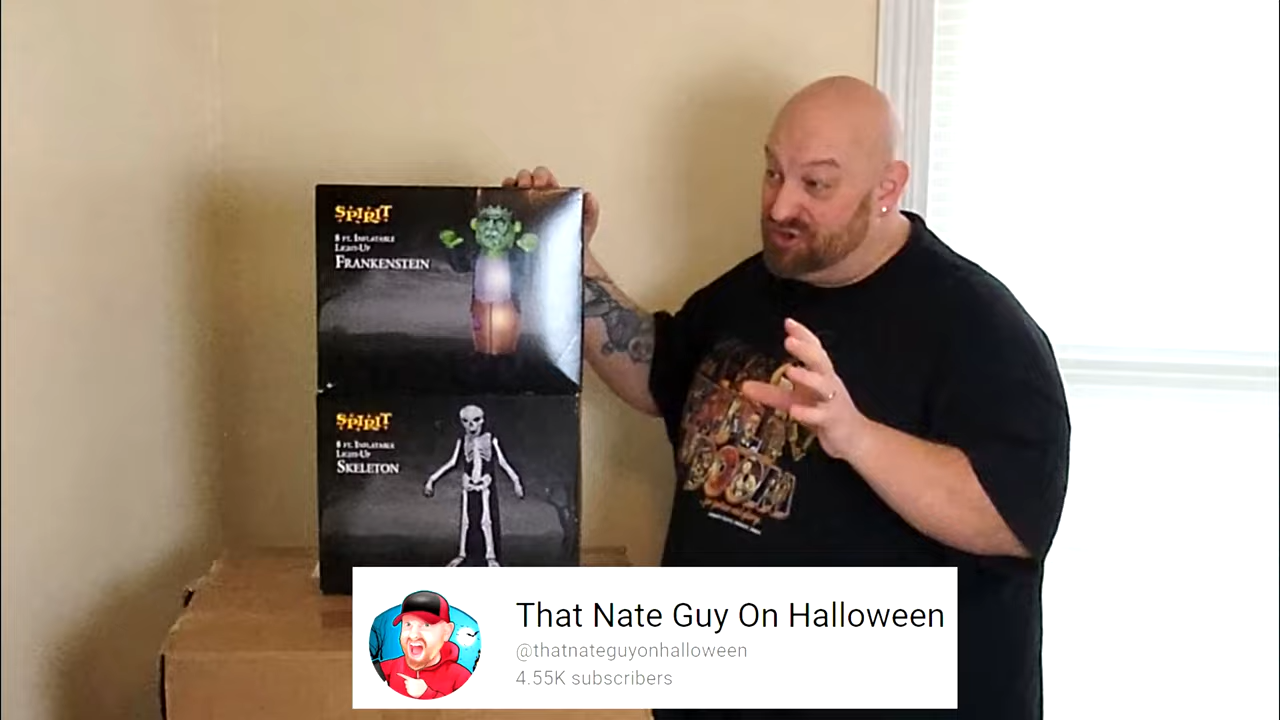 SPIRIT
8 FT. INFLATABLE
LIGHT-UP
FRANKENSTEIN
SPIRIT
8 FT. INFLATABLE
LIGHT-UP
SKELETON
That Nate Guy On Halloween
@thatnateguyonhalloween
4.55K subscribers